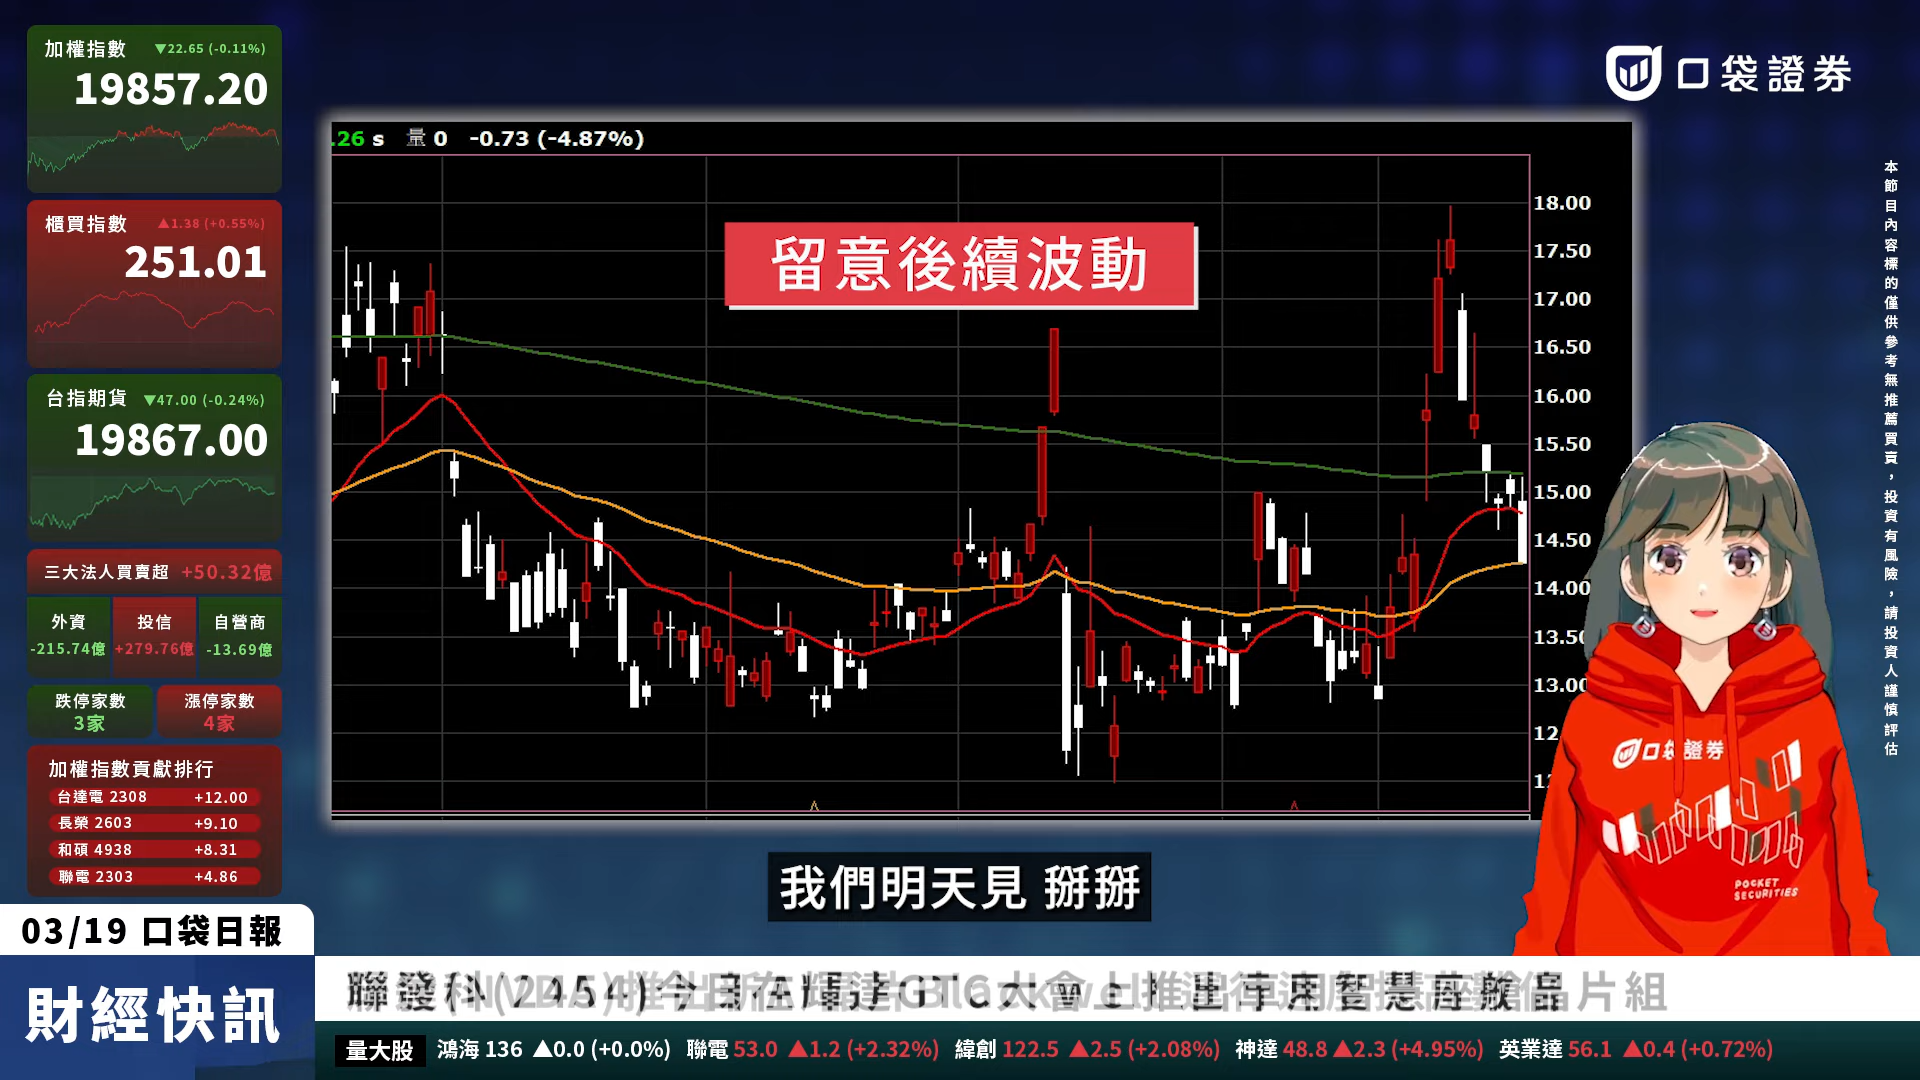 加權指數 ▼22.65 (-0.11%)
19857.20
櫃買指數 ▲1.38 (+0.55%)
251.01
台指期貨 ▼47.00 (-0.24%)
19867.00
三大法人買賣超 +50.32億
外資 投信 自營商
-215.74億 +279.76億 -13.69億
跌停家數 漲停家數
3家 4家
加權指數貢獻排行
台達電 2308 +12.00
長榮 2603 +9.10
和碩 4938 +8.31
聯電 2303 +4.86
03/19 口袋日報
財經快訊
口袋證券
.26 s 量 0 -0.73 (-4.87%)
留意後續波動
18.00
17.50
17.00
16.50
16.00
15.50
15.00
14.50
14.00
13.50
13.00
12
本節目內容標的僅供參考無推薦買賣，投資有風險，請投資人謹慎評估
口袋證券
POCKET
SECURITIES
我們明天見 掰掰
量大股 鴻海 136 ▲0.0 (+0.0%) 聯電 53.0 ▲1.2 (+2.32%) 緯創 122.5 ▲2.5 (+2.08%) 神達 48.8 ▲2.3 (+4.95%) 英業達 56.1 ▲0.4 (+0.72%)